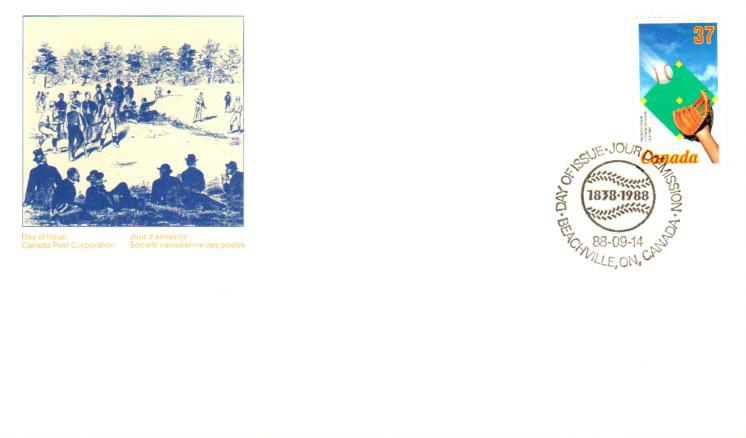 37
Canada
DAY OF ISSUE · JOUR D'ÉMISSION
1838·1988
88-09-14
· BEACHVILLE, ON, CANADA ·
Day of Issue
Canada Post Corporation
Jour d'émission
Société canadienne des postes